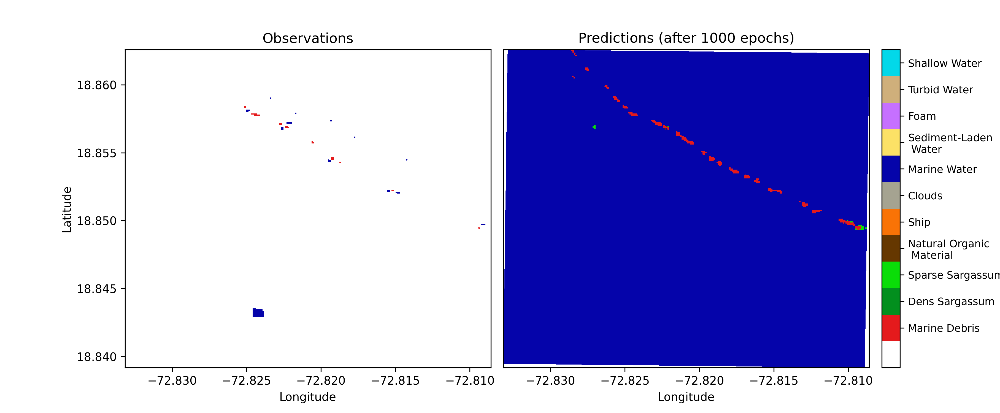 Observations
Predictions (after 1000 epochs)
18.860
18.855
18.850
18.845
18.840
Latitude
−72.830
−72.825
−72.820
−72.815
−72.810
Longitude
−72.830
−72.825
−72.820
−72.815
−72.810
Longitude
Shallow Water
Turbid Water
Foam
Sediment-Laden
Water
Marine Water
Clouds
Ship
Natural Organic
Material
Sparse Sargassum
Dens Sargassum
Marine Debris